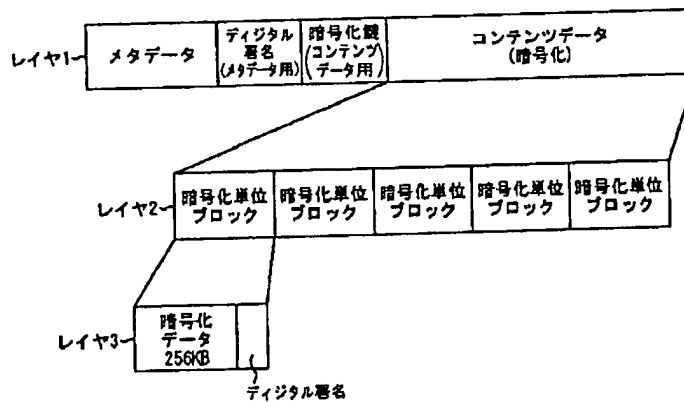 レイヤ1
メタデータ
ディジタル
署名
(メタデータ用)
暗号化鍵
(コンテンツ
データ用)
コンテンツデータ
(暗号化)
レイヤ2
暗号化単位
ブロック
暗号化単位
ブロック
暗号化単位
ブロック
暗号化単位
ブロック
暗号化単位
ブロック
レイヤ3
暗号化
データ
256KB
ディジタル署名